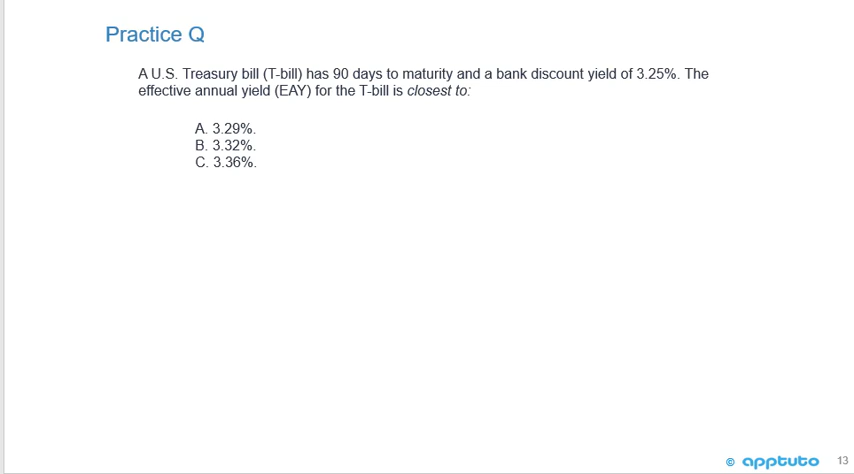 Practice Q
A U.S. Treasury bill (T-bill) has 90 days to maturity and a bank discount yield of 3.25%. The
effective annual yield (EAY) for the T-bill is closest to:
A. 3.29%.
B. 3.32%.
C. 3.36%.
© apptuto 13